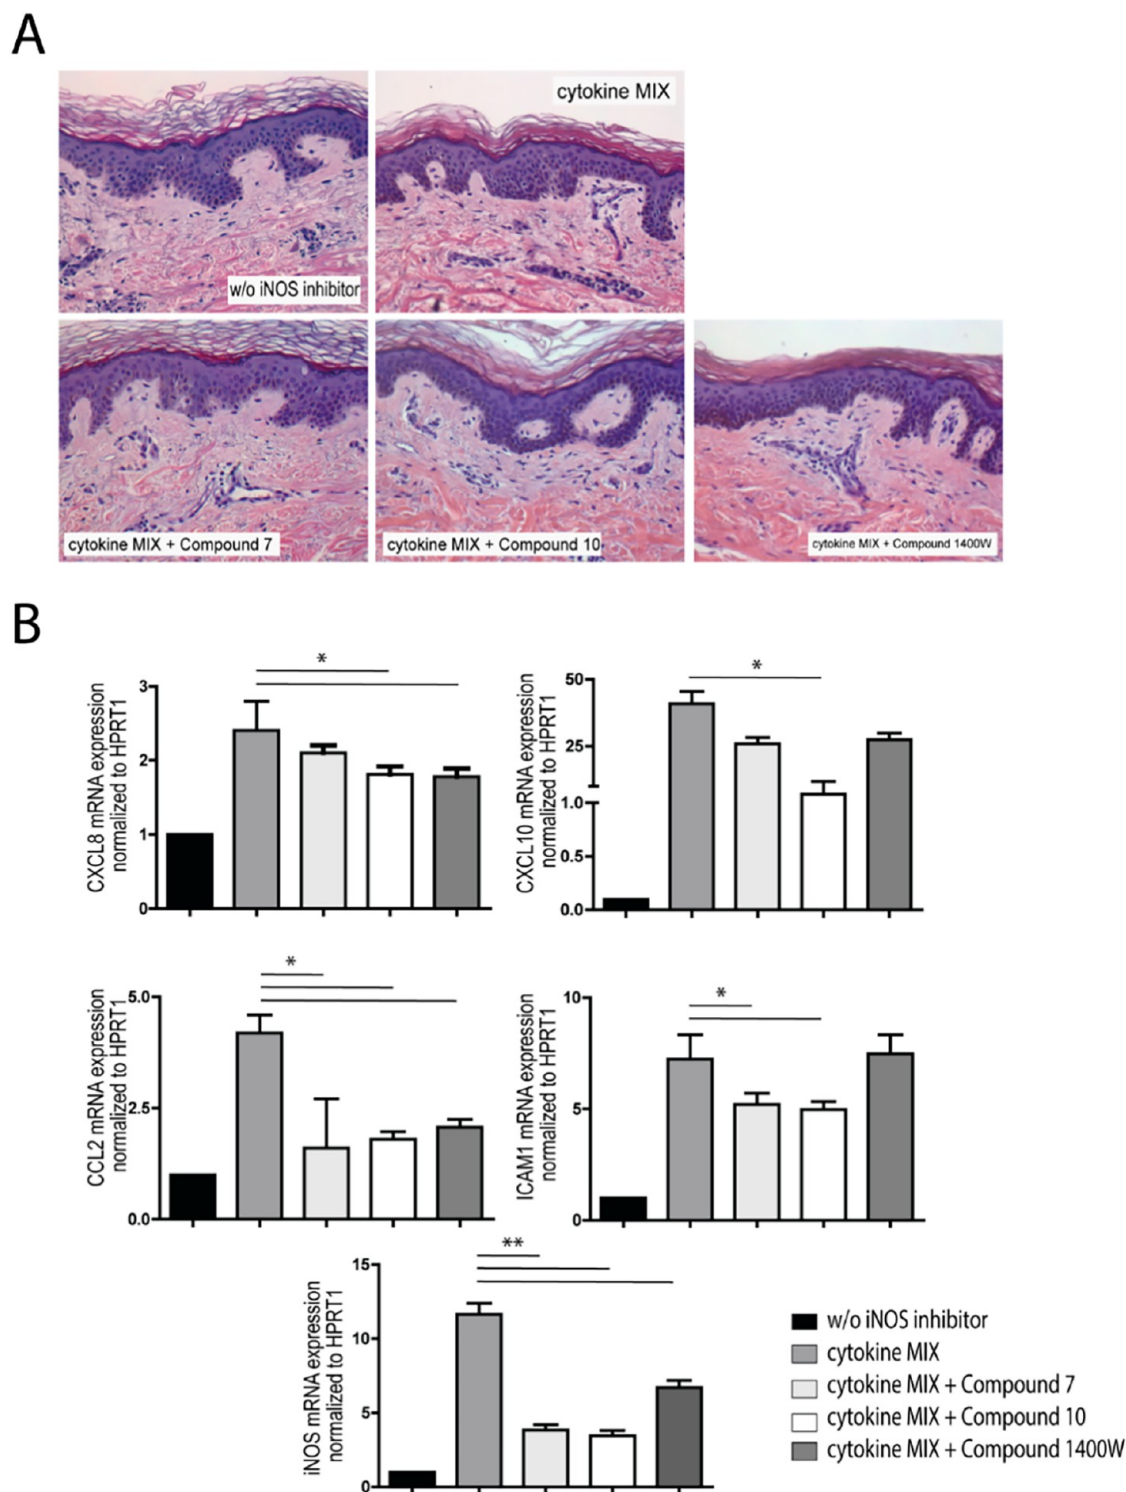 A
cytokine MIX
w/o iNOS inhibitor
cytokine MIX + Compound 7
cytokine MIX + Compound 10
cytokine MIX + Compound 1400W
B
CXCL8 mRNA expression
normalized to HPRT1
3
2
1
0
*
CXCL10 mRNA expression
normalized to HPRT1
50
25
1.0
0.5
0.0
*
CCL2 mRNA expression
normalized to HPRT1
5.0
2.5
0.0
*
ICAM1 mRNA expression
normalized to HPRT1
10
5
0
*
iNOS mRNA expression
normalized to HPRT1
15
10
5
0
**
w/o iNOS inhibitor
cytokine MIX
cytokine MIX + Compound 7
cytokine MIX + Compound 10
cytokine MIX + Compound 1400W